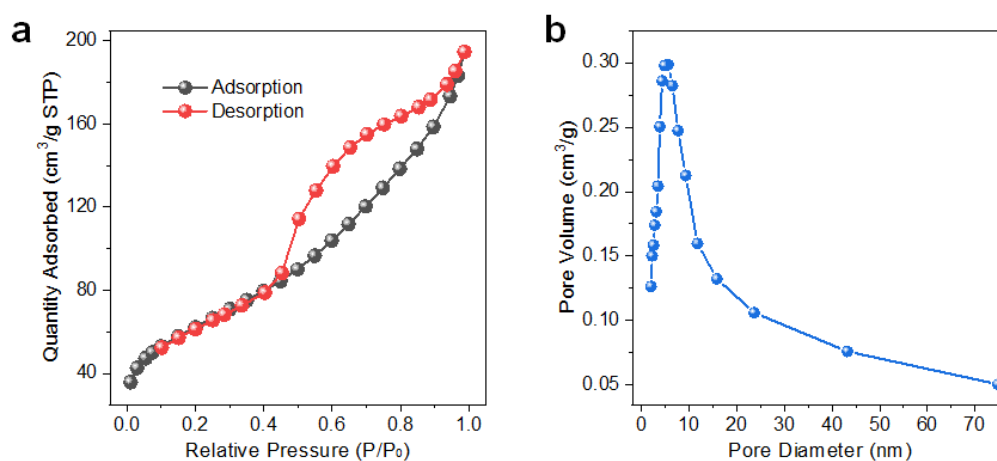 a
200
160
120
80
40
Quantity Adsorbed (cm³/g STP)
Adsorption
Desorption
0.0 0.2 0.4 0.6 0.8 1.0
Relative Pressure (P/P₀)
b
0.30
0.25
0.20
0.15
0.10
0.05
Pore Volume (cm³/g)
0 10 20 30 40 50 60 70
Pore Diameter (nm)